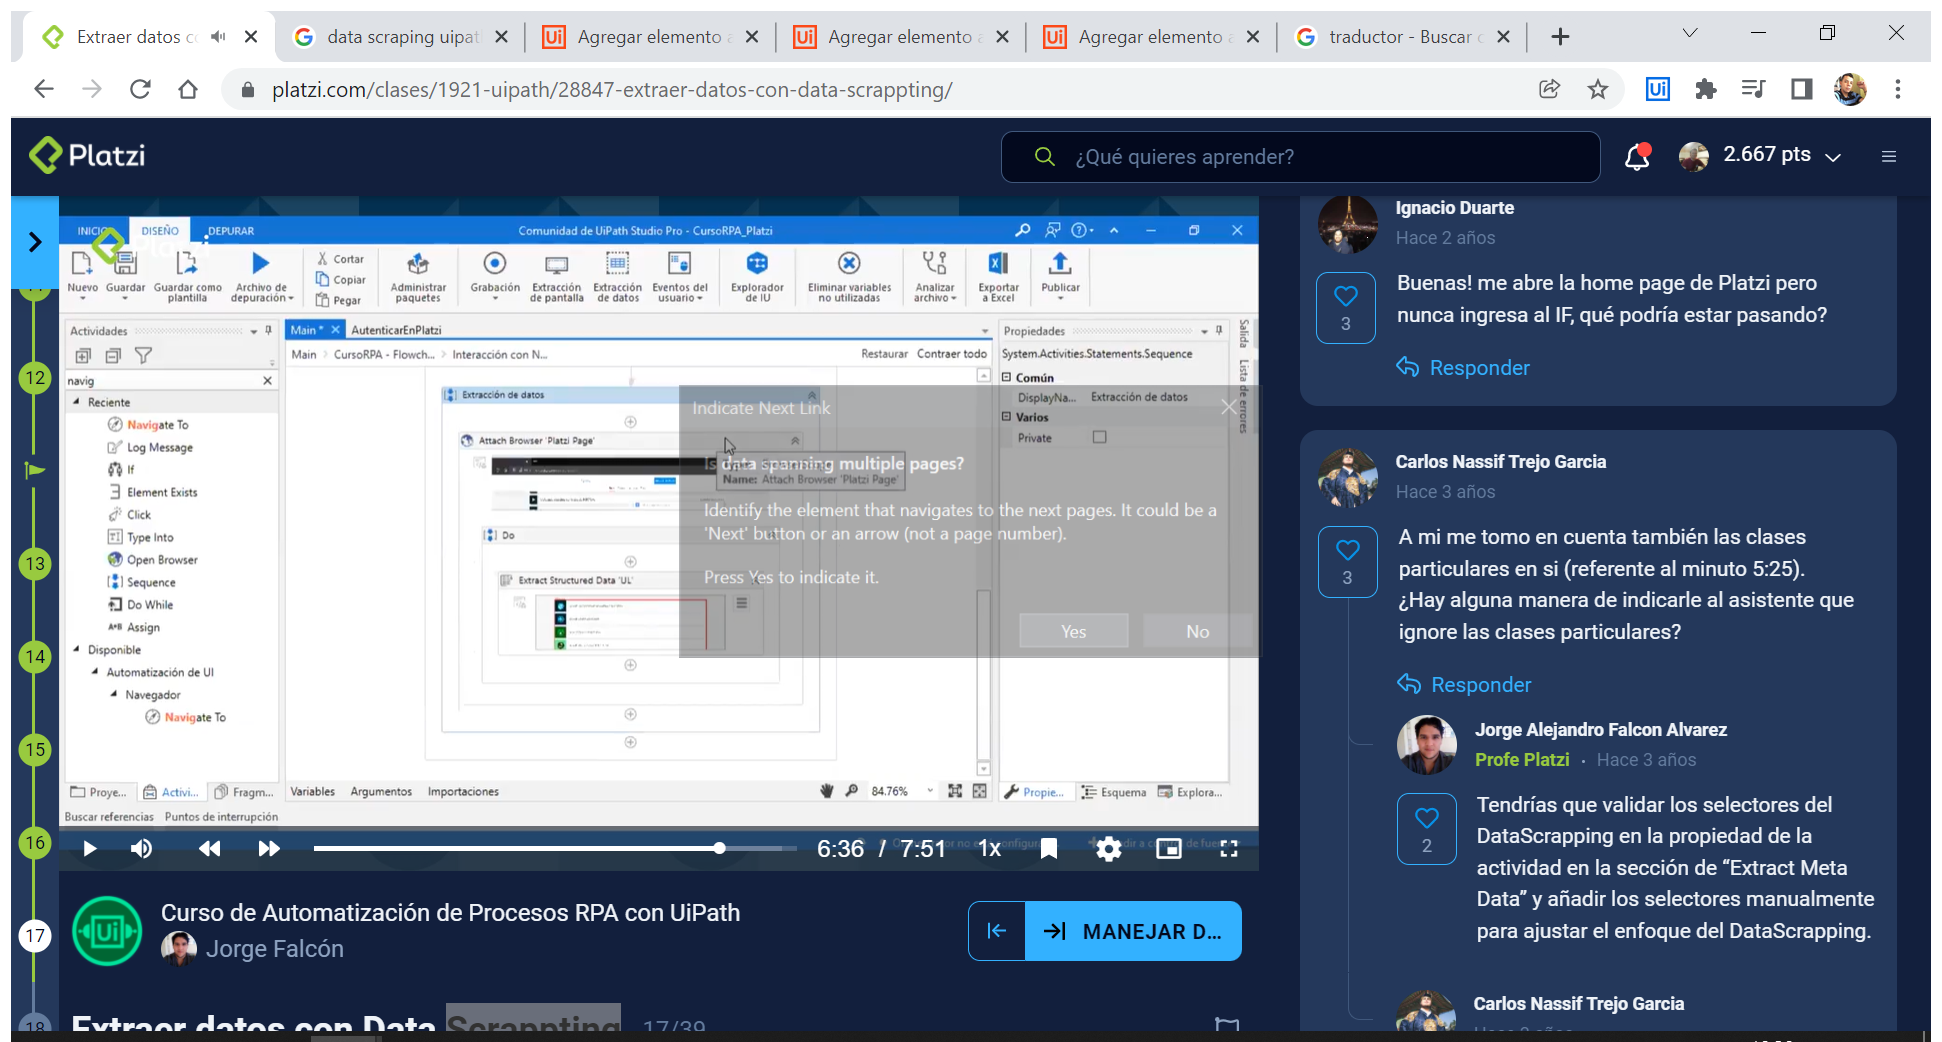 Extraer datos co
data scraping uipat
Agregar elemento a
Agregar elemento a
Agregar elemento a
traductor - Buscar c
platzi.com/clases/1921-uipath/28847-extraer-datos-con-data-scrappting/
Platzi
¿Qué quieres aprender?
2.667 pts
INICIO
DISEÑO
DEPURAR
Comunidad de UiPath Studio Pro - CursoRPA_Platzi
Nuevo
Guardar
Guardar como plantilla
Archivo de depuración
Cortar
Copiar
Pegar
Administrar paquetes
Grabación
Extracción de pantalla
Extracción de datos
Eventos del usuario
Explorador de IU
Eliminar variables no utilizadas
Analizar archivo
Exportar a Excel
Publicar
Actividades
navig
Reciente
Navigate To
Log Message
If
Element Exists
Click
Type Into
Open Browser
Sequence
Do While
Assign
Disponible
Automatización de UI
Navegador
Navigate To
Proye...
Activi...
Fragm...
Buscar referencias
Puntos de interrupción
Main *
AutenticarEnPlatzi
Main
CursoRPA - Flowch...
Interacción con N...
Restaurar
Contraer todo
Extracción de datos
Attach Browser 'Platzi Page'
Do
Extract Structured Data 'UL'
Name: Attach Browser 'Platzi Page'
Indicate Next Link
Is data spanning multiple pages?
Identify the element that navigates to the next pages. It could be a
'Next' button or an arrow (not a page number).
Press Yes to indicate it.
Yes
No
Variables
Argumentos
Importaciones
84.76%
Propiedades
System.Activities.Statements.Sequence
Común
DisplayNa...
Extracción de datos
Varios
Private
Salida
Lista de errores
Propie...
Esquema
Explora...
6:36 / 7:51
1x
12
13
14
15
16
17
18
Ui
Curso de Automatización de Procesos RPA con UiPath
Jorge Falcón
MANEJAR D...
Extraer datos con Data Scrappting
17/39
Ignacio Duarte
Hace 2 años
3
Buenas! me abre la home page de Platzi pero
nunca ingresa al IF, qué podría estar pasando?
Responder
Carlos Nassif Trejo Garcia
Hace 3 años
3
A mi me tomo en cuenta también las clases
particulares en si (referente al minuto 5:25).
¿Hay alguna manera de indicarle al asistente que
ignore las clases particulares?
Responder
Jorge Alejandro Falcon Alvarez
Profe Platzi · Hace 3 años
2
Tendrías que validar los selectores del
DataScrapping en la propiedad de la
actividad en la sección de “Extract Meta
Data” y añadir los selectores manualmente
para ajustar el enfoque del DataScrapping.
Carlos Nassif Trejo Garcia